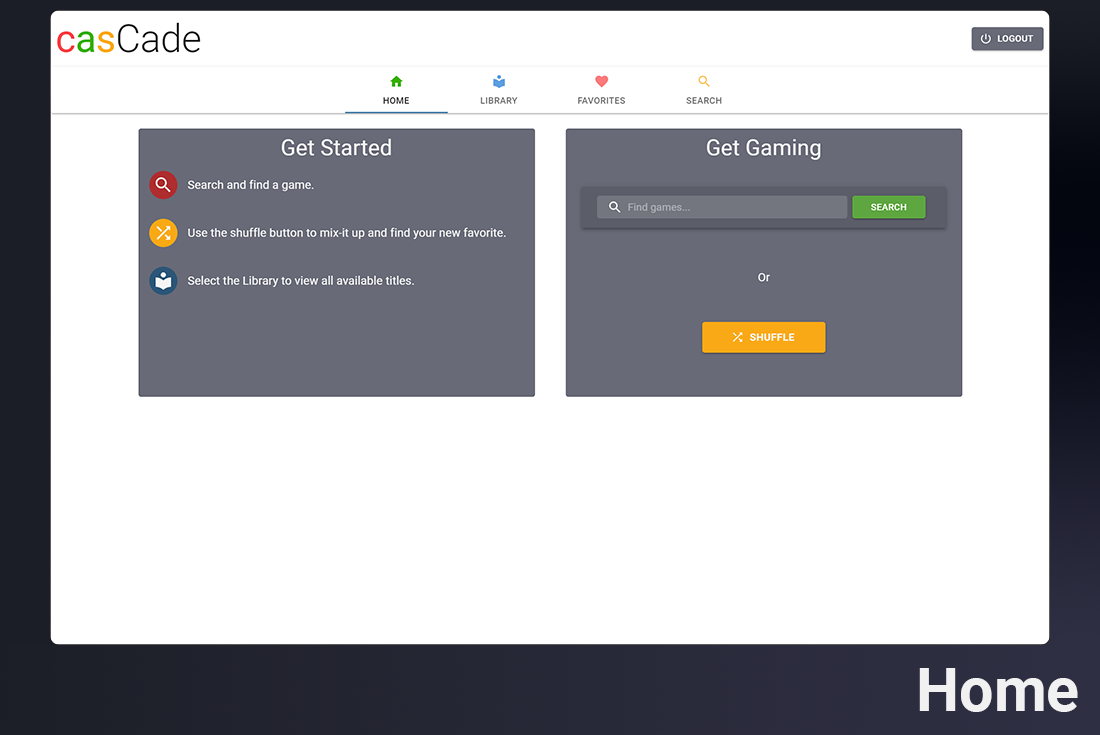 casCade
LOGOUT
HOME
LIBRARY
FAVORITES
SEARCH
Get Started
Search and find a game.
Use the shuffle button to mix-it up and find your new favorite.
Select the Library to view all available titles.
Get Gaming
Find games...
SEARCH
Or
SHUFFLE
Home